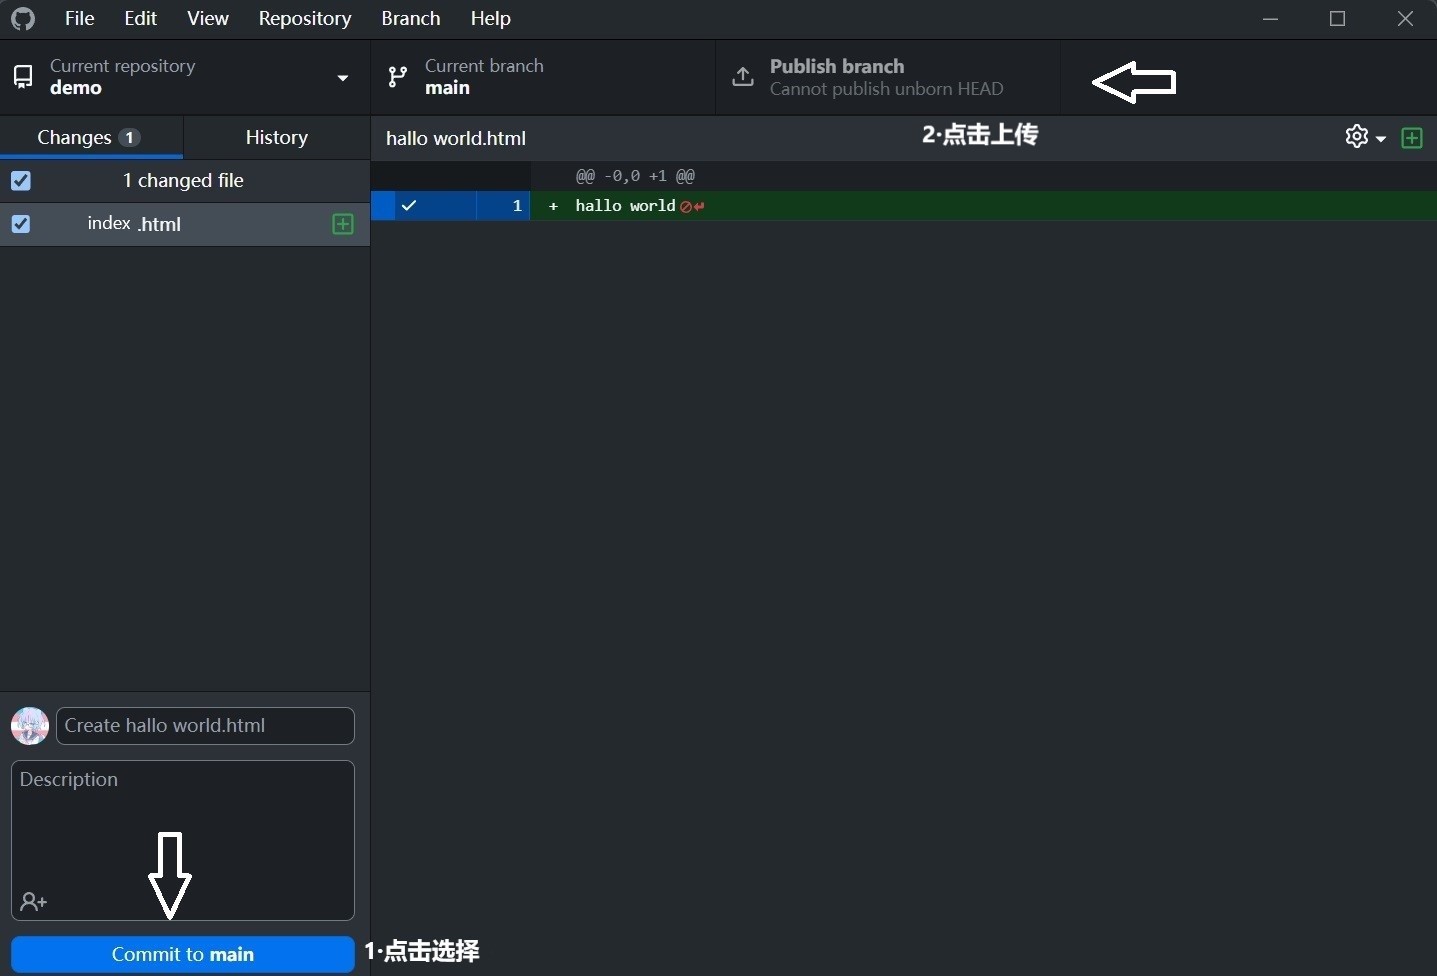 File Edit View Repository Branch Help
Current repository
demo
Current branch
main
Publish branch
Cannot publish unborn HEAD
Changes 1 History
hallo world.html
2·点击上传
1 changed file
@@ -0,0 +1 @@
1 + hallo world
index .html
Create hallo world.html
Description
Commit to main
1·点击选择